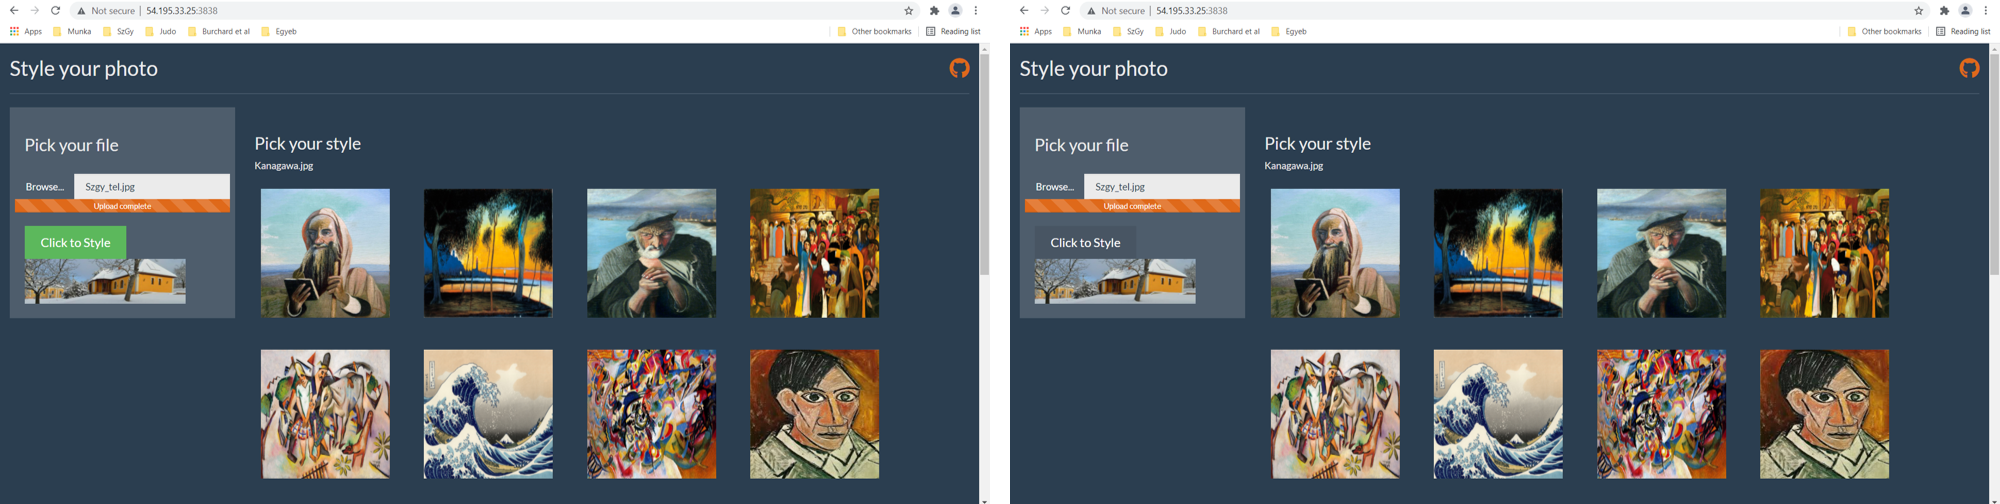 Not secure | 54.195.33.25:3838
Apps Munka SzGy Judo Burchard et al Egyeb Other bookmarks Reading list
Style your photo
Pick your file
Browse... Szgy_tel.jpg
Upload complete
Click to Style
Pick your style
Kanagawa.jpg
Not secure | 54.195.33.25:3838
Apps Munka SzGy Judo Burchard et al Egyeb Other bookmarks Reading list
Style your photo
Pick your file
Browse... Szgy_tel.jpg
Upload complete
Click to Style
Pick your style
Kanagawa.jpg